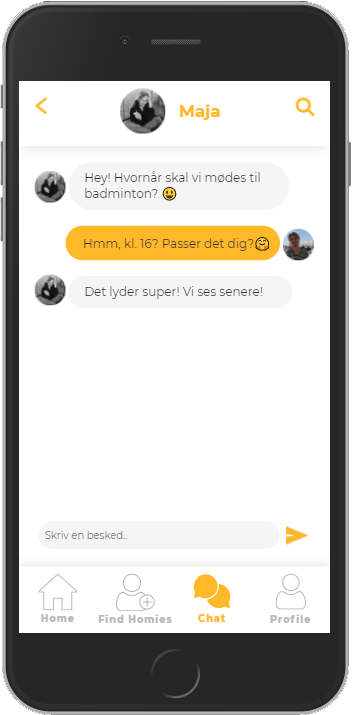 Maja
Hey! Hvornår skal vi mødes til
badminton? 😃
Hmm, kl. 16? Passer det dig?🤗
Det lyder super! Vi ses senere!
Skriv en besked..
Home
Find Homies
Chat
Profile